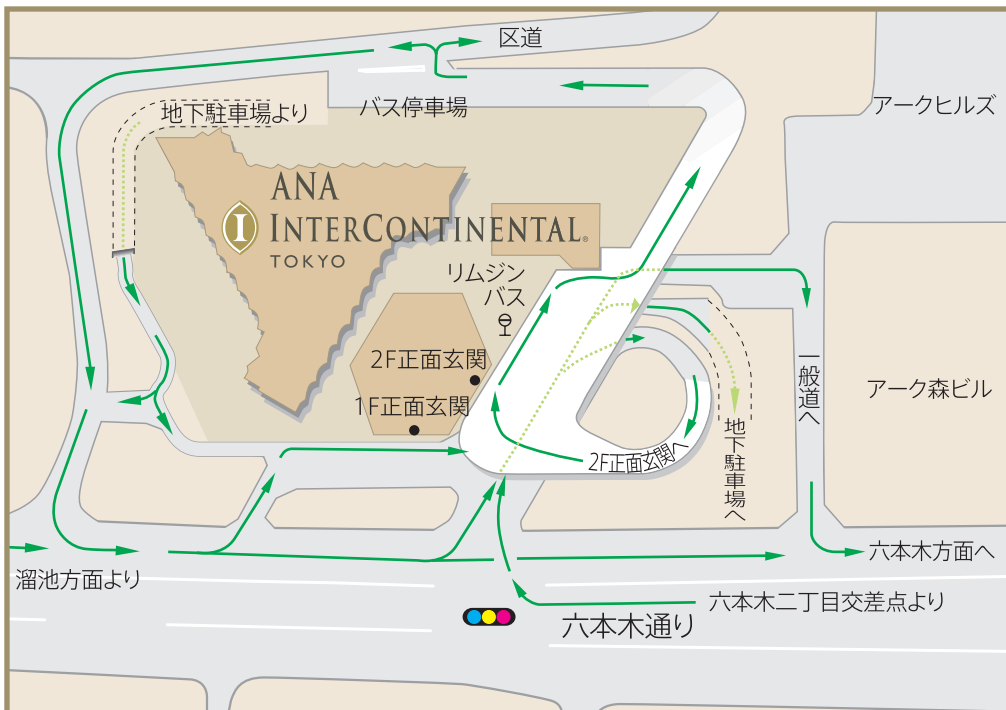 区道
アークヒルズ
バス停車場
地下駐車場より
ANA
INTERCONTINENTAL®
TOKYO
リムジン
バス
2F正面玄関
1F正面玄関
一般道へ
アーク森ビル
2F正面玄関へ
地下駐車場へ
六本木方面へ
溜池方面より
六本木二丁目交差点より
六本木通り